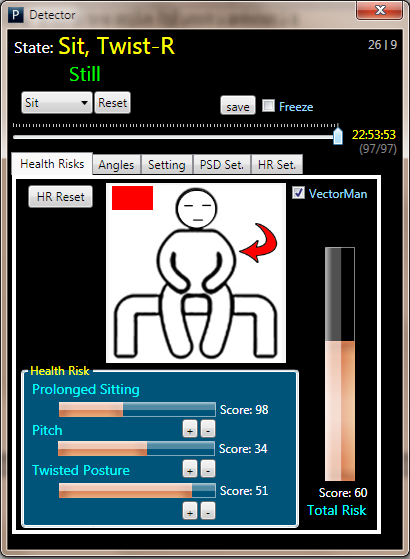 P Detector
State: Sit, Twist-R
26 | 9
Still
Sit Reset save Freeze
22:53:53
(97/97)
Health Risks Angles Setting PSD Set. HR Set.
HR Reset
VectorMan
Health Risk
Prolonged Sitting
Score: 98
Pitch + -
Score: 34
Twisted Posture + -
Score: 51
+ -
Score: 60
Total Risk